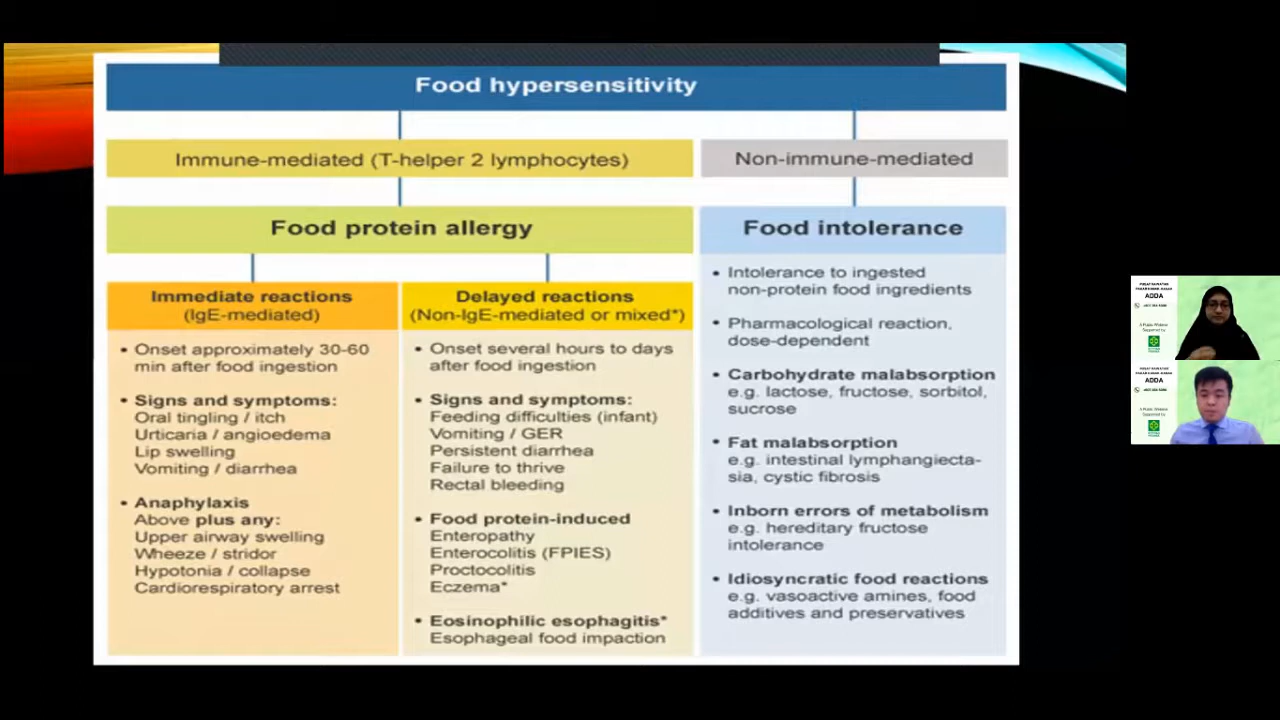 Food hypersensitivity
Immune-mediated (T-helper 2 lymphocytes)
Non-immune-mediated
Food protein allergy
Food intolerance
Immediate reactions
(IgE-mediated)
• Onset approximately 30-60
min after food ingestion
• Signs and symptoms:
Oral tingling / itch
Urticaria / angioedema
Lip swelling
Vomiting / diarrhea
• Anaphylaxis
Above plus any:
Upper airway swelling
Wheeze / stridor
Hypotonia / collapse
Cardiorespiratory arrest
Delayed reactions
(Non-IgE-mediated or mixed*)
• Onset several hours to days
after food ingestion
• Signs and symptoms:
Feeding difficulties (infant)
Vomiting / GER
Persistent diarrhea
Failure to thrive
Rectal bleeding
• Food protein-induced
Enteropathy
Enterocolitis (FPIES)
Proctocolitis
Eczema*
• Eosinophilic esophagitis*
Esophageal food impaction
• Intolerance to ingested
non-protein food ingredients
• Pharmacological reaction,
dose-dependent
• Carbohydrate malabsorption
e.g. lactose, fructose, sorbitol,
sucrose
• Fat malabsorption
e.g. intestinal lymphangiecta-
sia, cystic fibrosis
• Inborn errors of metabolism
e.g. hereditary fructose
intolerance
• Idiosyncratic food reactions
e.g. vasoactive amines, food
additives and preservatives
ADDA
ADDA